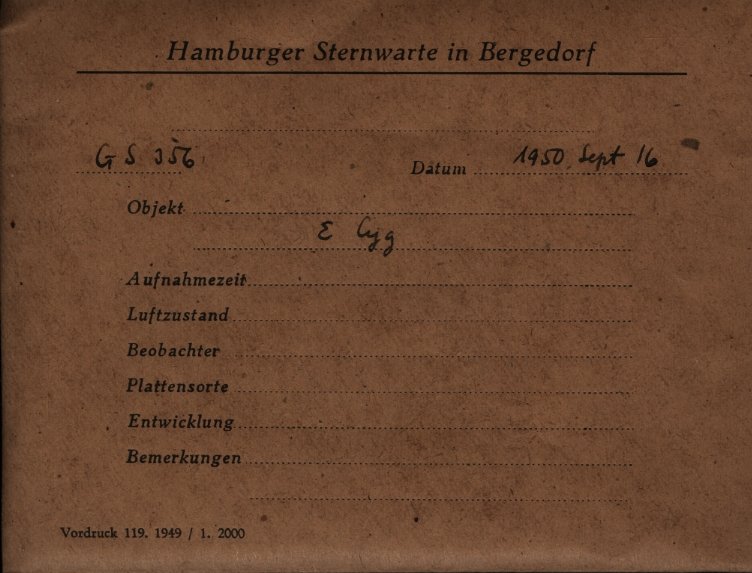 Hamburger Sternwarte in Bergedorf
GS 356 Datum 1950 Sept 16
Objekt
ε Cyg
Aufnahmezeit
Luftzustand
Beobachter
Plattensorte
Entwicklung
Bemerkungen
Vordruck 119. 1949 / 1. 2000